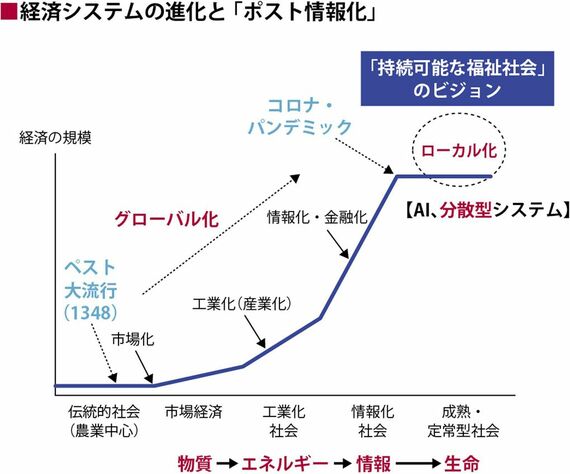 ■経済システムの進化と「ポスト情報化」
「持続可能な福祉社会」
のビジョン
コロナ・
パンデミック
経済の規模
ローカル化
【AI、分散型システム】
情報化・金融化
グローバル化
ペスト
大流行
(1348)
工業化(産業化)
市場化
伝統的社会
(農業中心)
市場経済
工業化
社会
情報化
社会
成熟・
定常型社会
物質→エネルギー→情報→生命